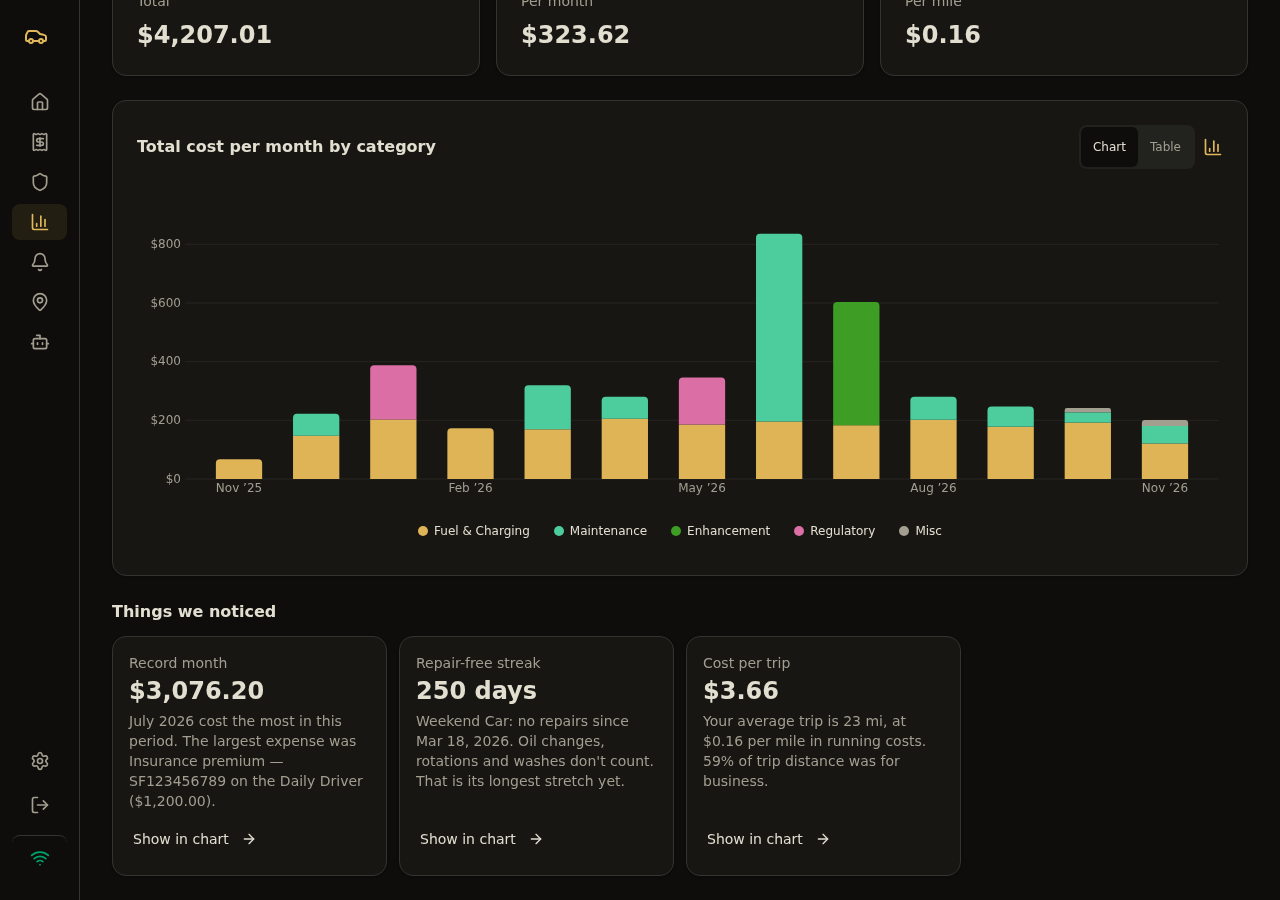 Total
Per month
Per mile
$4,207.01
$323.62
$0.16
Total cost per month by category
Chart
Table
$800
$600
$400
$200
$0
Nov ’25
Feb ’26
May ’26
Aug ’26
Nov ’26
Fuel & Charging
Maintenance
Enhancement
Regulatory
Misc
Things we noticed
Record month
$3,076.20
July 2026 cost the most in this
period. The largest expense was
Insurance premium —
SF123456789 on the Daily Driver
($1,200.00).
Show in chart
Repair-free streak
250 days
Weekend Car: no repairs since
Mar 18, 2026. Oil changes,
rotations and washes don't count.
That is its longest stretch yet.
Show in chart
Cost per trip
$3.66
Your average trip is 23 mi, at
$0.16 per mile in running costs.
59% of trip distance was for
business.
Show in chart